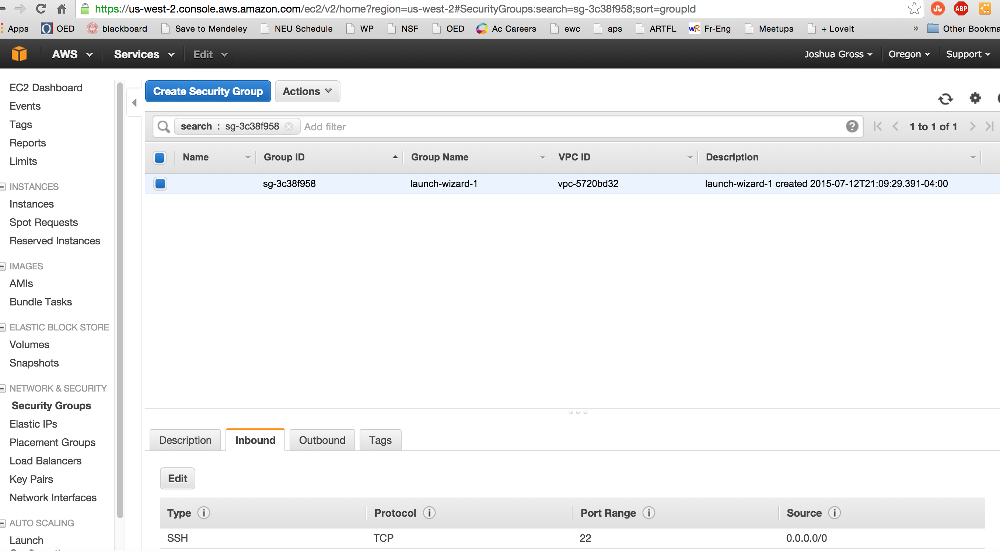 https://us-west-2.console.aws.amazon.com/ec2/v2/home?region=us-west-2#SecurityGroups:search=sg-3c38f958;sort=groupId ABP
Apps OED blackboard Save to Mendeley NEU Schedule WP NSF OED Ac Careers ewc aps ARTFL WR Fr-Eng Meetups + LoveIt » Other Bookma
AWS Services Edit Joshua Gross Oregon Support
EC2 Dashboard
Events
Tags
Reports
Limits
INSTANCES
Instances
Spot Requests
Reserved Instances
IMAGES
AMIs
Bundle Tasks
ELASTIC BLOCK STORE
Volumes
Snapshots
NETWORK & SECURITY
Security Groups
Elastic IPs
Placement Groups
Load Balancers
Key Pairs
Network Interfaces
AUTO SCALING
Launch
Create Security Group Actions
search : sg-3c38f958 Add filter 1 to 1 of 1
Name Group ID Group Name VPC ID Description
sg-3c38f958 launch-wizard-1 vpc-5720bd32 launch-wizard-1 created 2015-07-12T21:09:29.391-04:00
Description Inbound Outbound Tags
Edit
Type Protocol Port Range Source
SSH TCP 22 0.0.0.0/0